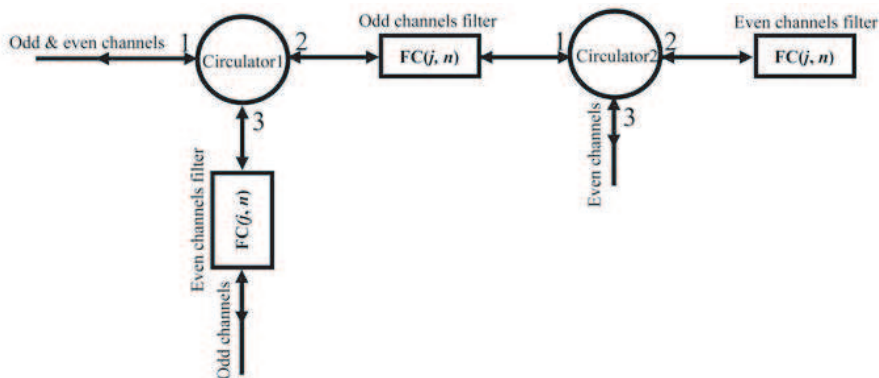 Odd channels filter
Even channels filter
Odd & even channels
1
2
1
2
Circulator1
FC(j, n)
Circulator2
FC(j, n)
3
3
Even channels filter
FC(j, n)
Even channels
Odd channels